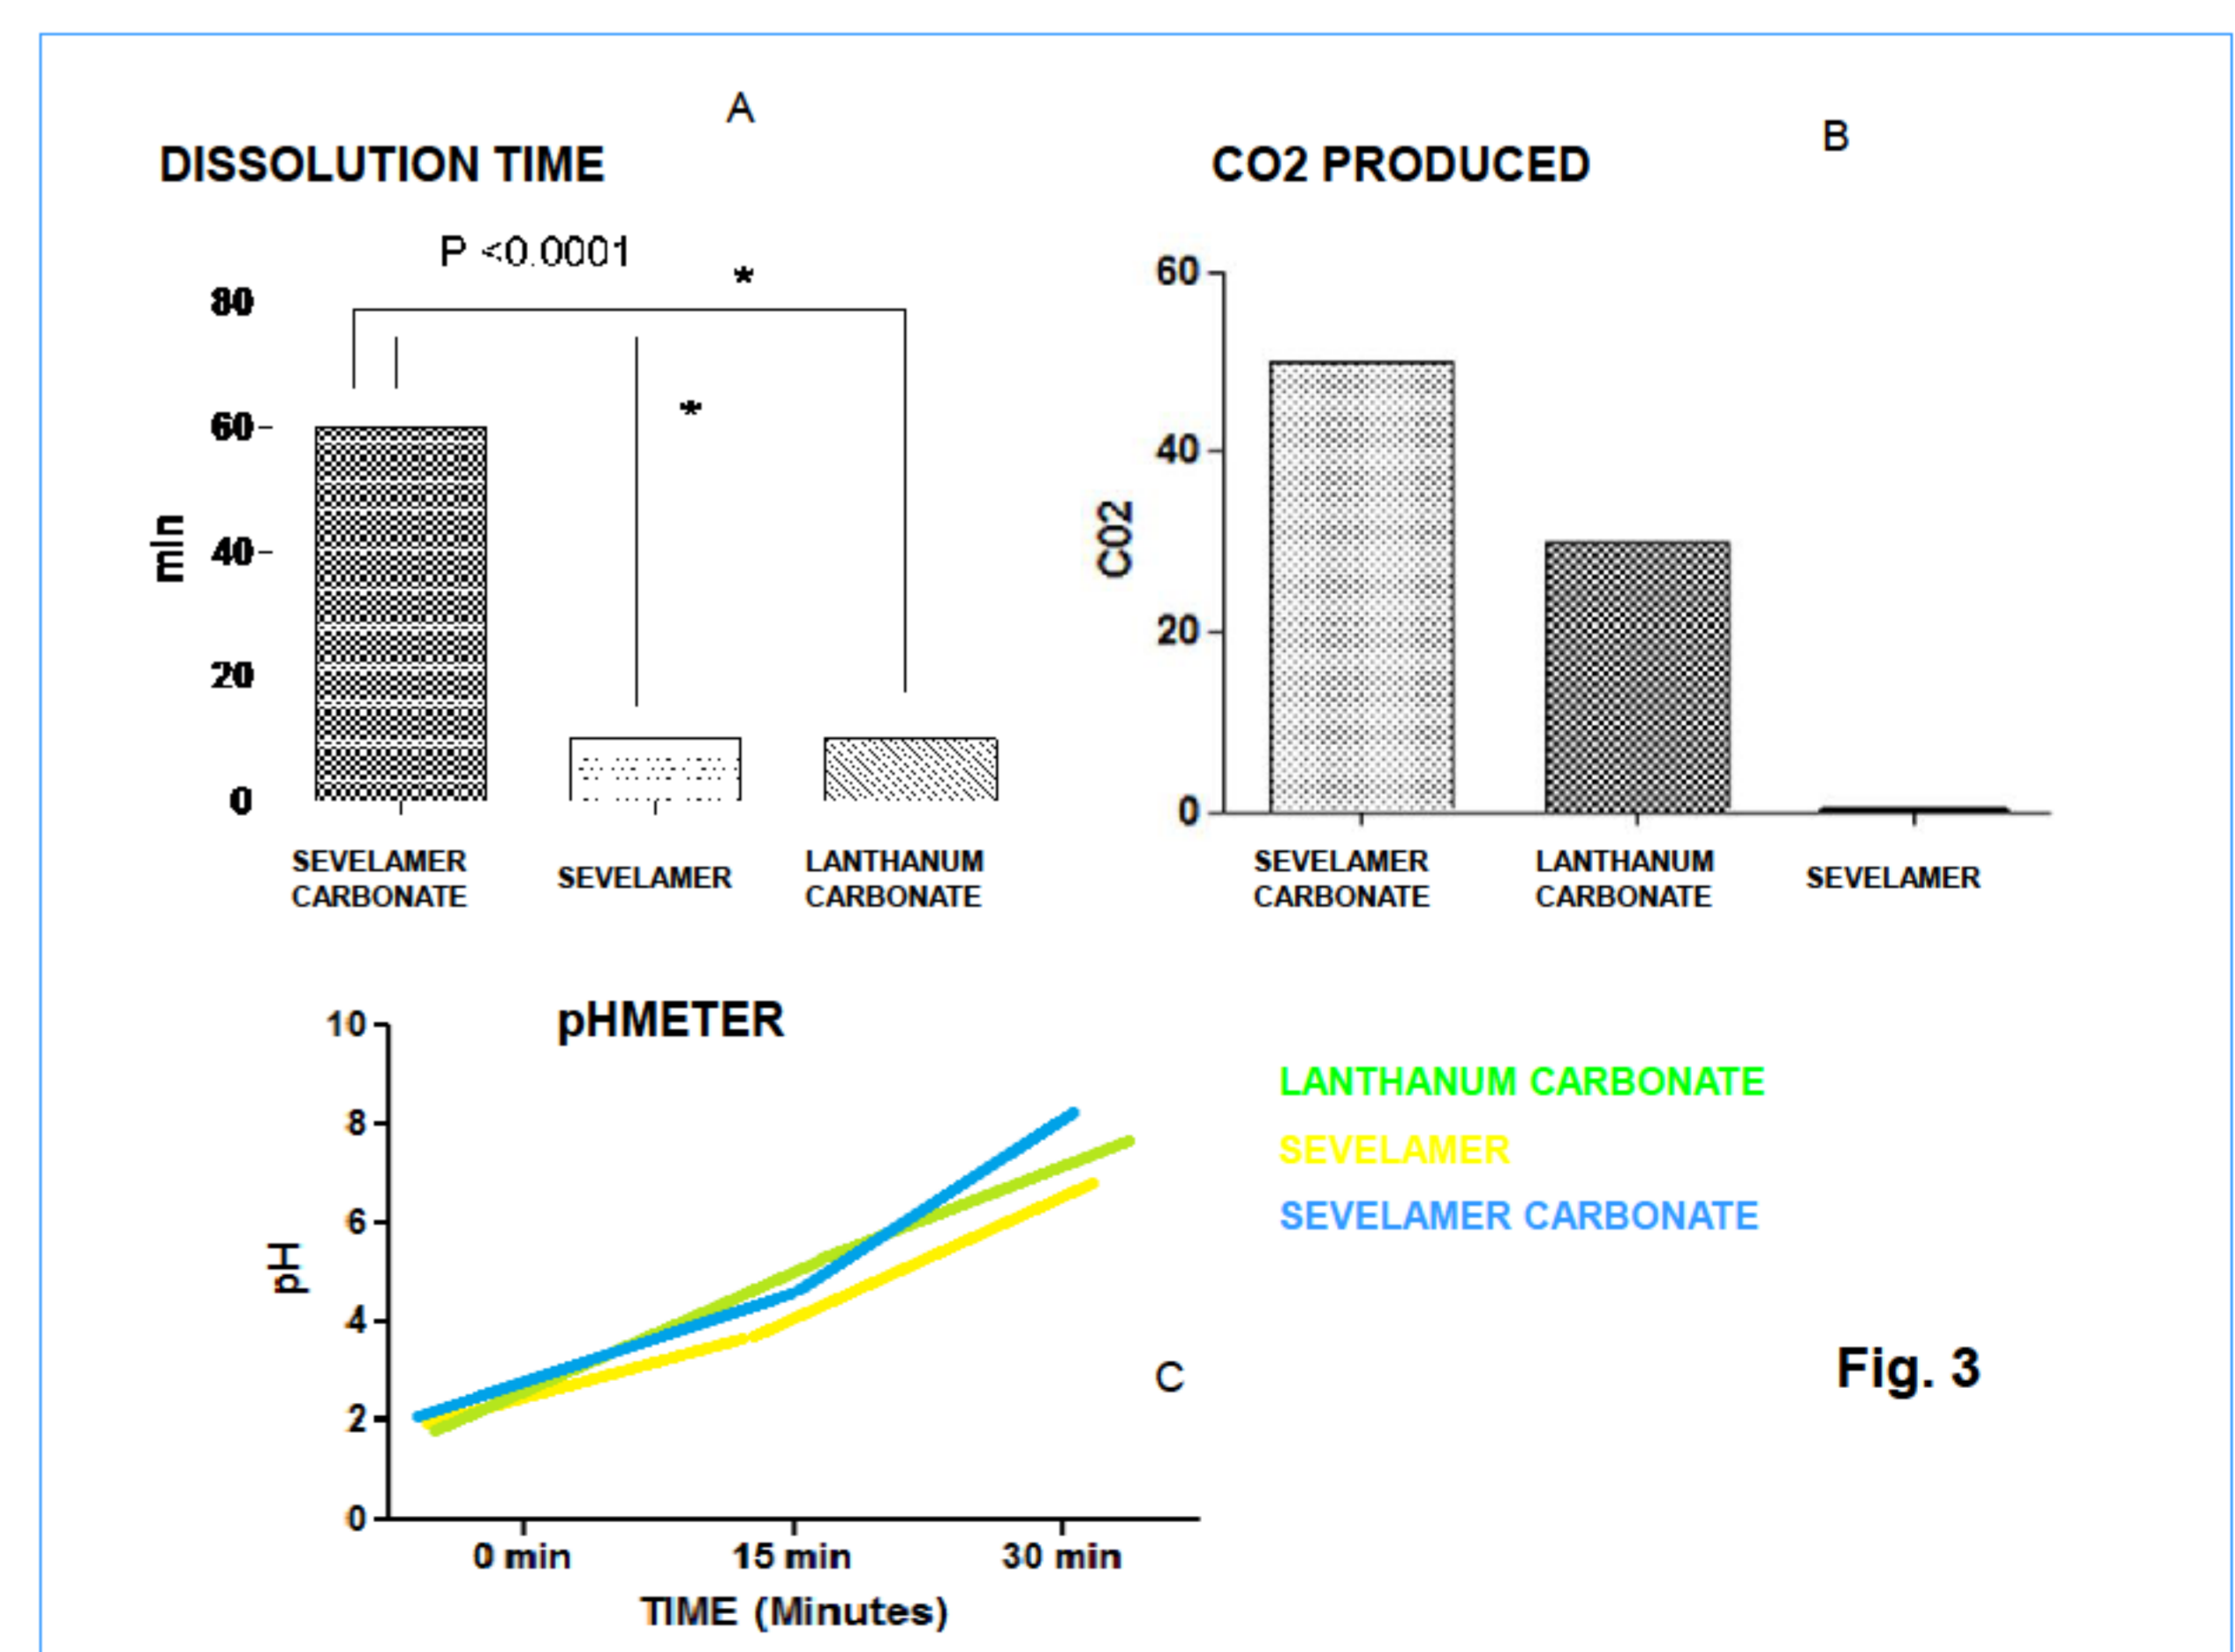 A
DISSOLUTION TIME
P <0.0001
*
*
80
60
40
20
0
min
SEVELAMER
CARBONATE
SEVELAMER
LANTHANUM
CARBONATE
B
CO2 PRODUCED
60
40
20
0
C02
SEVELAMER
CARBONATE
LANTHANUM
CARBONATE
SEVELAMER
pHMETER
10
8
6
4
2
0
pH
0 min
15 min
30 min
TIME (Minutes)
C
LANTHANUM CARBONATE
SEVELAMER
SEVELAMER CARBONATE
Fig. 3